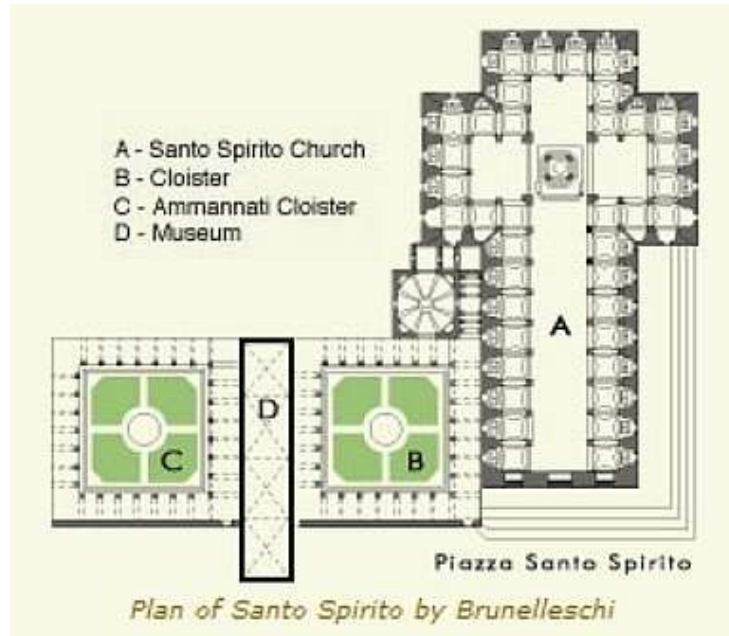 A - Santo Spirito Church
B - Cloister
C - Ammannati Cloister
D - Museum
A
D
C
B
Piazza Santo Spirito
Plan of Santo Spirito by Brunelleschi